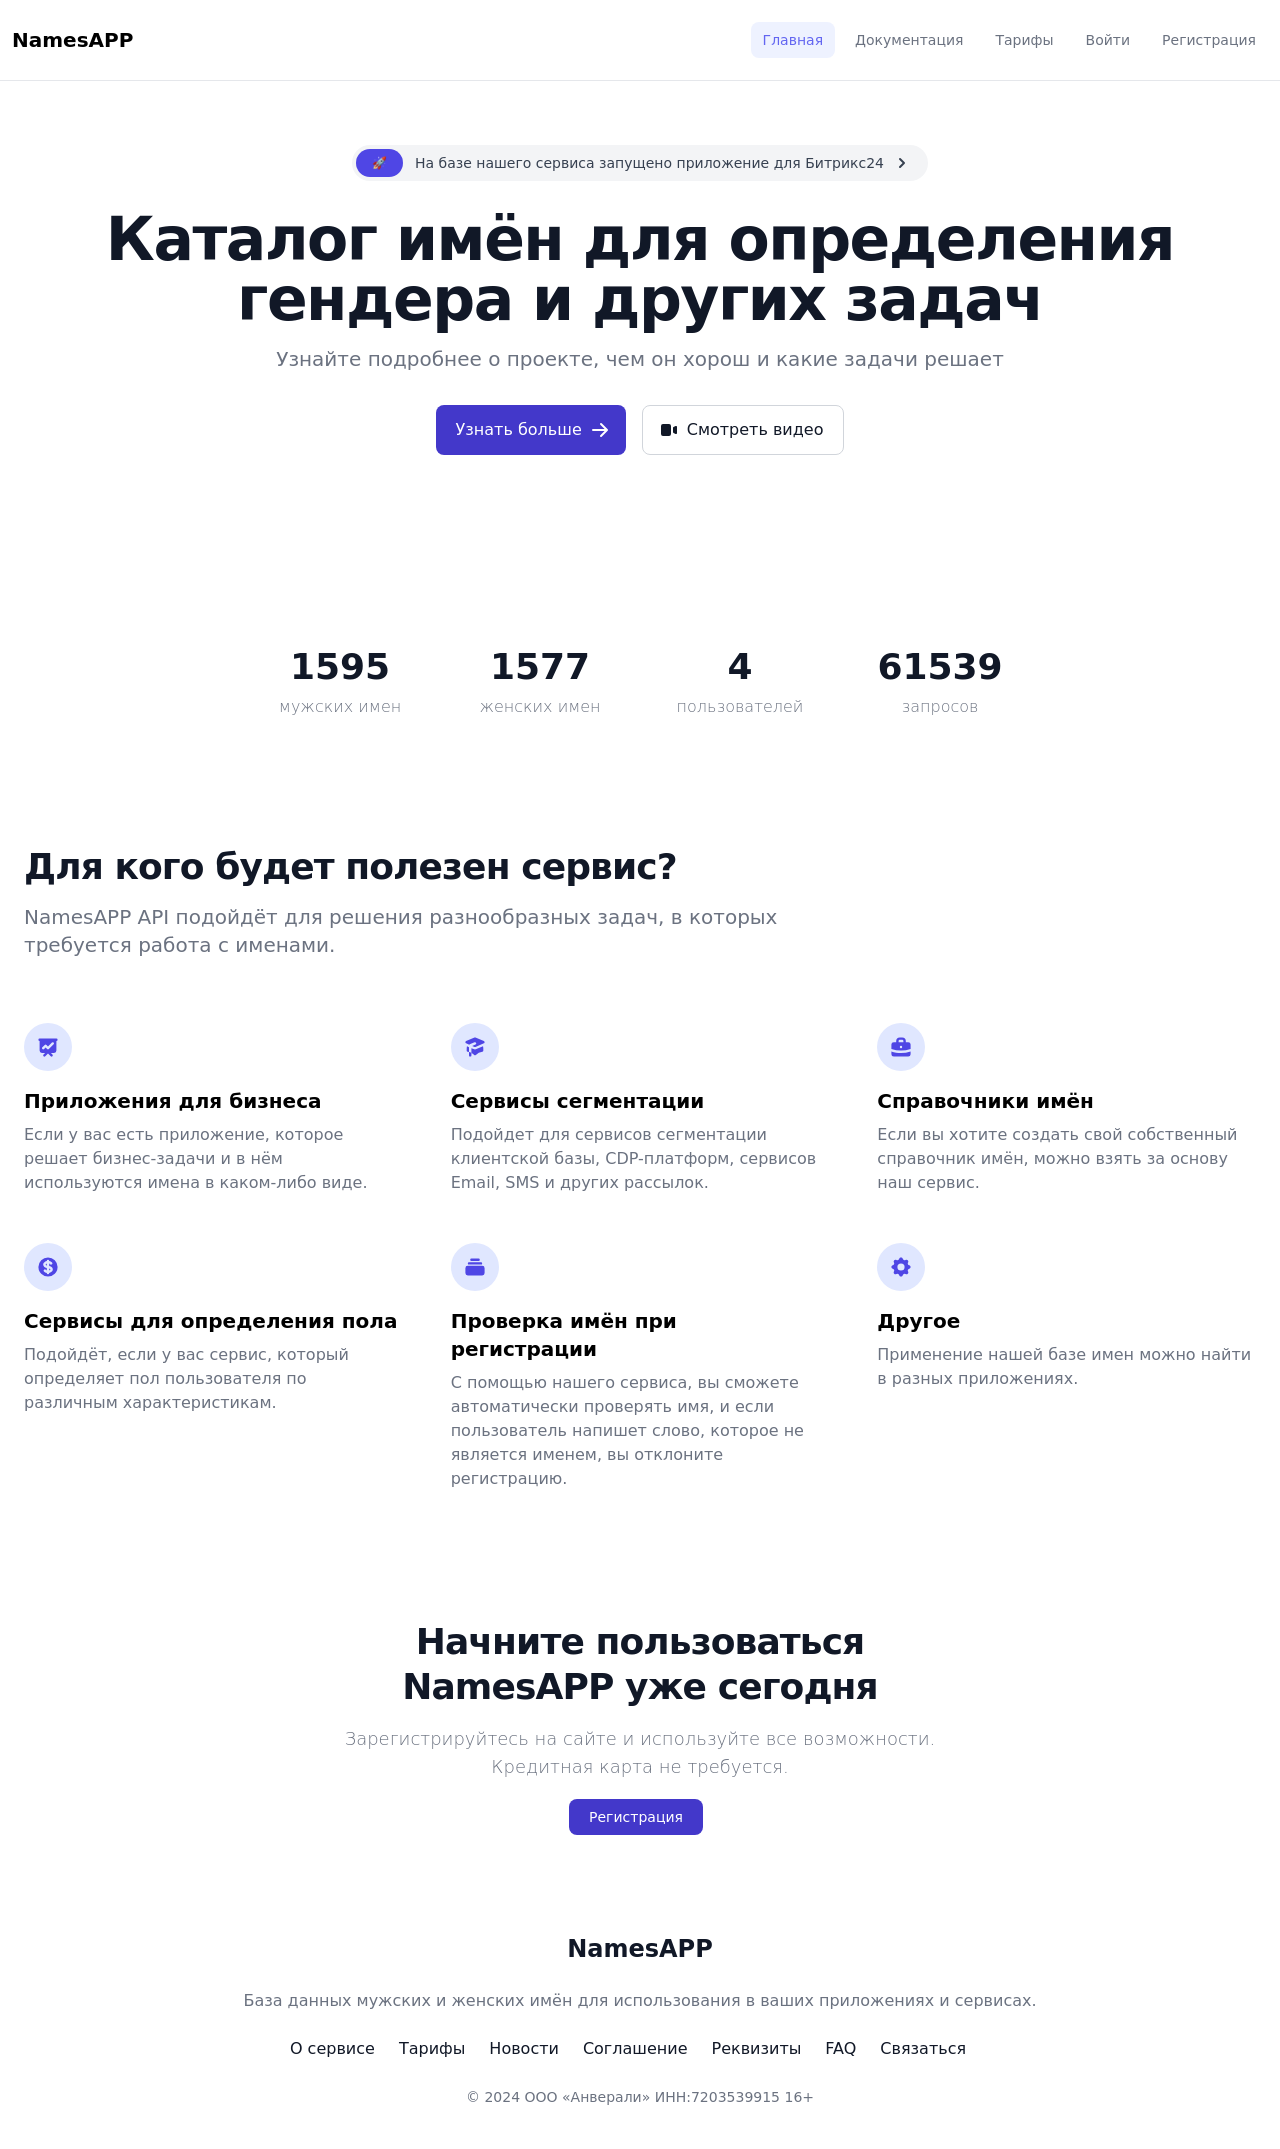 NamesAPP
Главная Документация Тарифы Войти Регистрация
🚀 На базе нашего сервиса запущено приложение для Битрикс24
Каталог имён для определения
гендера и других задач
Узнайте подробнее о проекте, чем он хорош и какие задачи решает
Узнать больше Смотреть видео
1595 1577 4 61539
мужских имен женских имен пользователей запросов
Для кого будет полезен сервис?
NamesAPP API подойдёт для решения разнообразных задач, в которых
требуется работа с именами.
Приложения для бизнеса
Если у вас есть приложение, которое
решает бизнес-задачи и в нём
используются имена в каком-либо виде.
Сервисы сегментации
Подойдет для сервисов сегментации
клиентской базы, CDP-платформ, сервисов
Email, SMS и других рассылок.
Справочники имён
Если вы хотите создать свой собственный
справочник имён, можно взять за основу
наш сервис.
Сервисы для определения пола
Подойдёт, если у вас сервис, который
определяет пол пользователя по
различным характеристикам.
Проверка имён при
регистрации
С помощью нашего сервиса, вы сможете
автоматически проверять имя, и если
пользователь напишет слово, которое не
является именем, вы отклоните
регистрацию.
Другое
Применение нашей базе имен можно найти
в разных приложениях.
Начните пользоваться
NamesAPP уже сегодня
Зарегистрируйтесь на сайте и используйте все возможности.
Кредитная карта не требуется.
Регистрация
NamesAPP
База данных мужских и женских имён для использования в ваших приложениях и сервисах.
О сервисе Тарифы Новости Соглашение Реквизиты FAQ Связаться
© 2024 ООО «Анверали» ИНН:7203539915 16+